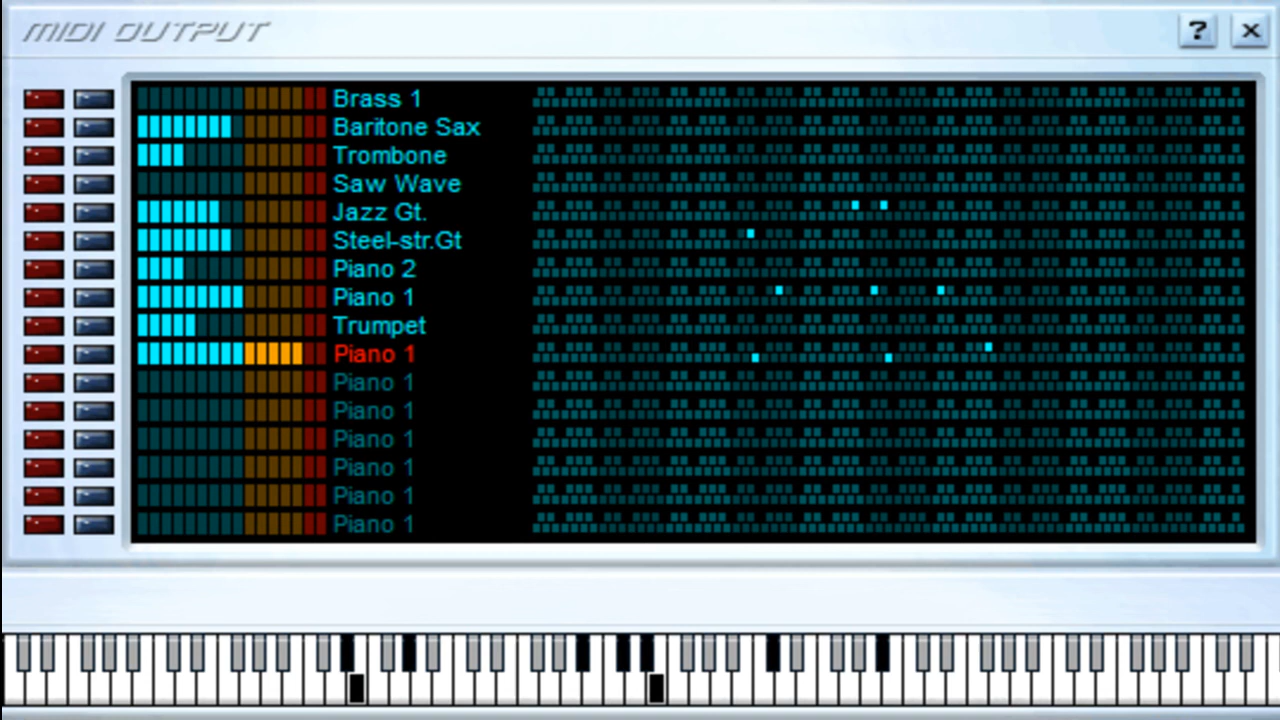 MIDI OUTPUT
?
×
Brass 1
Baritone Sax
Trombone
Saw Wave
Jazz Gt.
Steel-str.Gt
Piano 2
Piano 1
Trumpet
Piano 1
Piano 1
Piano 1
Piano 1
Piano 1
Piano 1
Piano 1